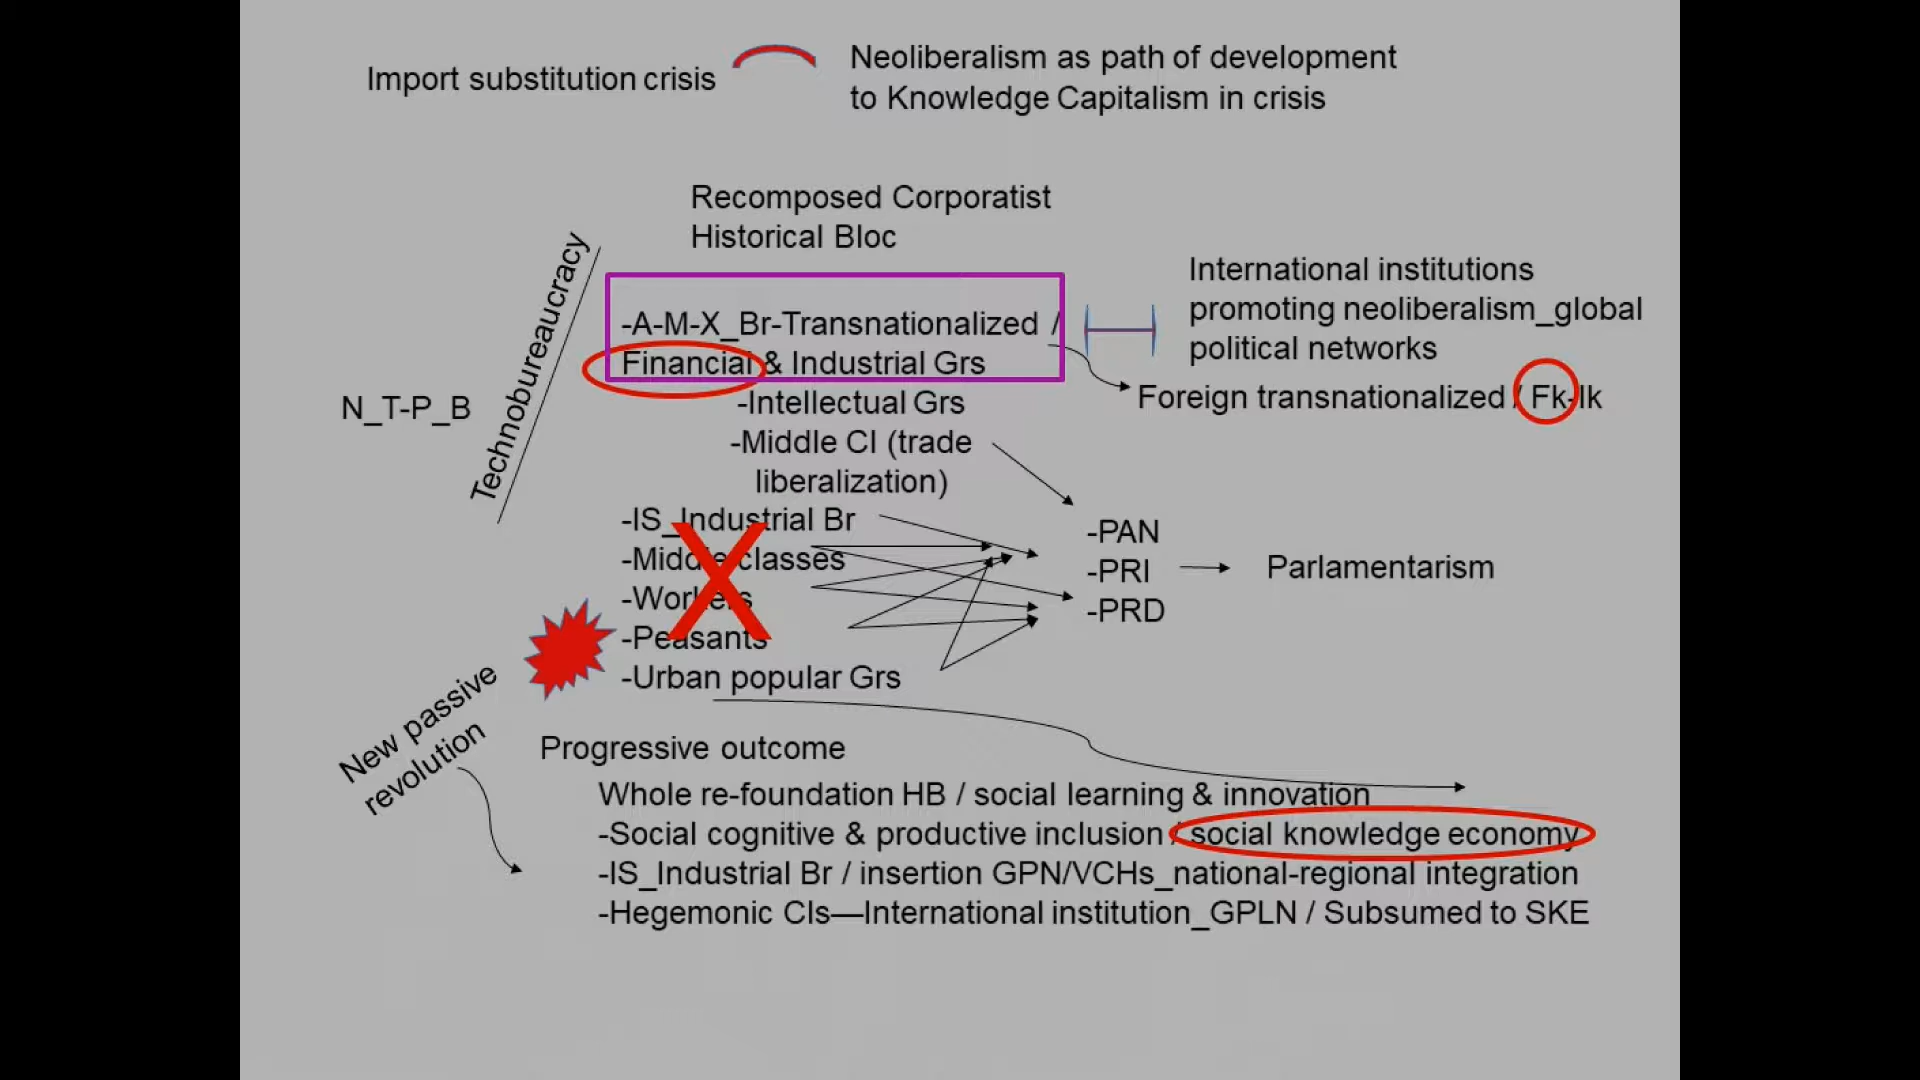 Import substitution crisis
Neoliberalism as path of development
to Knowledge Capitalism in crisis
Recomposed Corporatist
Historical Bloc
Technobureaucracy
N_T-P_B
-A-M-X_Br-Transnationalized /
Financial & Industrial Grs
-Intellectual Grs
-Middle CI (trade
liberalization)
-IS_Industrial Br
-Middle classes
-Workers
-Peasants
-Urban popular Grs
International institutions
promoting neoliberalism_global
political networks
Foreign transnationalized / Fk-Ik
-PAN
-PRI
-PRD
Parlamentarism
New passive
revolution
Progressive outcome
Whole re-foundation HB / social learning & innovation
-Social cognitive & productive inclusion / social knowledge economy
-IS_Industrial Br / insertion GPN/VCHs_national-regional integration
-Hegemonic CIs—International institution_GPLN / Subsumed to SKE